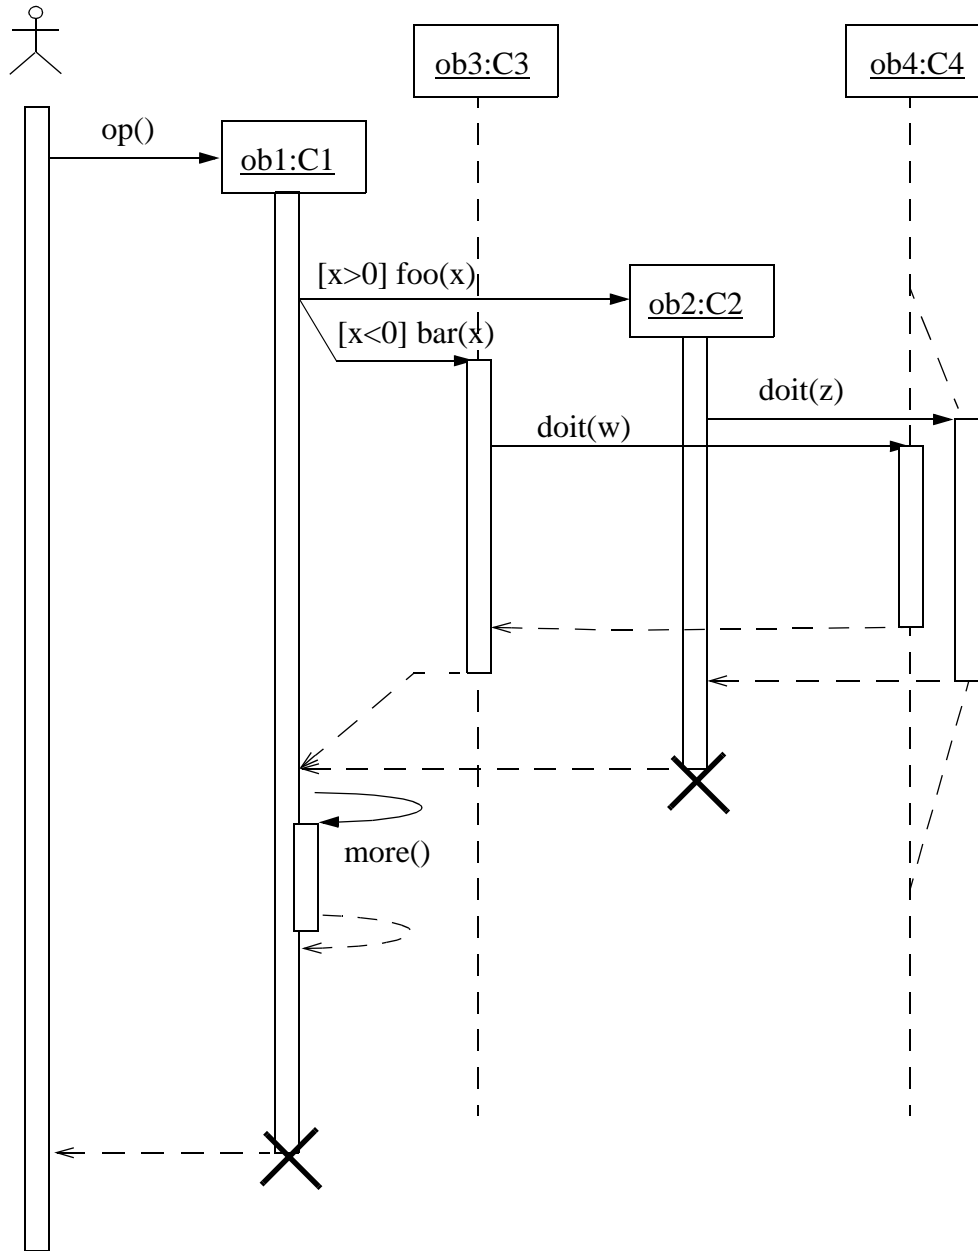 ob3:C3
ob4:C4
op()
ob1:C1
[x>0] foo(x)
ob2:C2
[x<0] bar(x)
doit(z)
doit(w)
more()